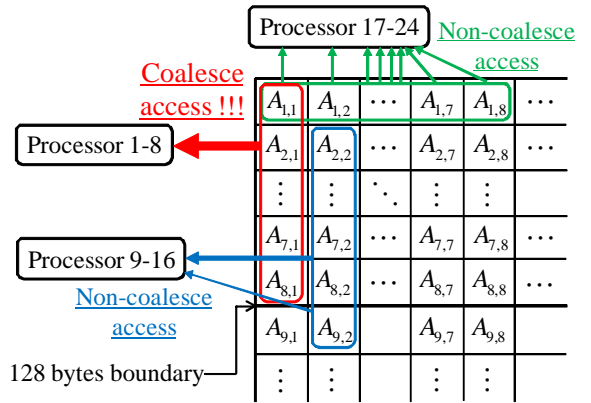 Processor 17-24
Non-coalesce
access
Coalesce
access !!!
A1,1 A1,2 ⋯ A1,7 A1,8 ⋯
Processor 1-8
A2,1 A2,2 ⋯ A2,7 A2,8 ⋯
⋮ ⋮ ⋱ ⋮ ⋮
A7,1 A7,2 ⋯ A7,7 A7,8 ⋯
Processor 9-16
A8,1 A8,2 ⋯ A8,7 A8,8 ⋯
Non-coalesce
access
A9,1 A9,2 A9,7 A9,8
128 bytes boundary
⋮ ⋮ ⋮ ⋮